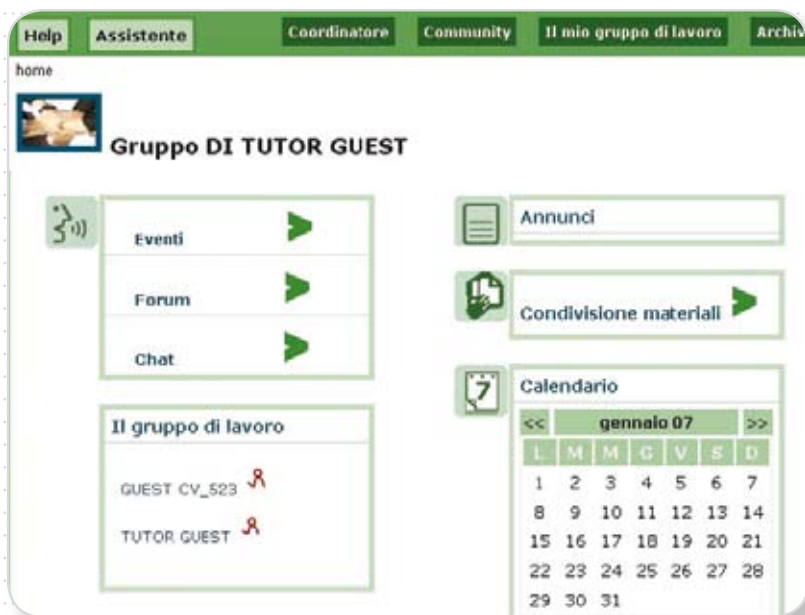 Help Assistente Coordinatore Community Il mio gruppo di lavoro Archiv
home
Gruppo DI TUTOR GUEST
Eventi
Forum
Chat
Il gruppo di lavoro
GUEST CV_523
TUTOR GUEST
Annunci
Condivisione materiali
7
Calendario
<< gennaio 07 >>
L M M G V S D
1 2 3 4 5 6 7
8 9 10 11 12 13 14
15 16 17 18 19 20 21
22 23 24 25 26 27 28
29 30 31